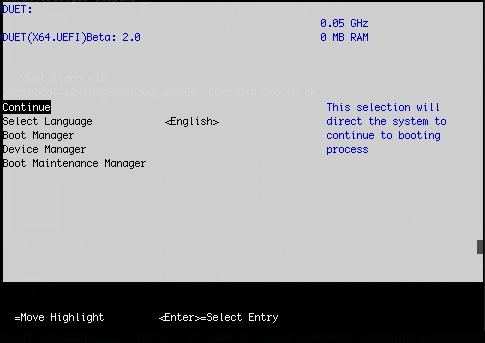 DUET:
0.05 GHz
DUET(X64.UEFI)Beta: 2.0 0 MB RAM
Continue This selection will
Select Language <English> direct the system to
Boot Manager continue to booting
Device Manager process
Boot Maintenance Manager
=Move Highlight <Enter>=Select Entry